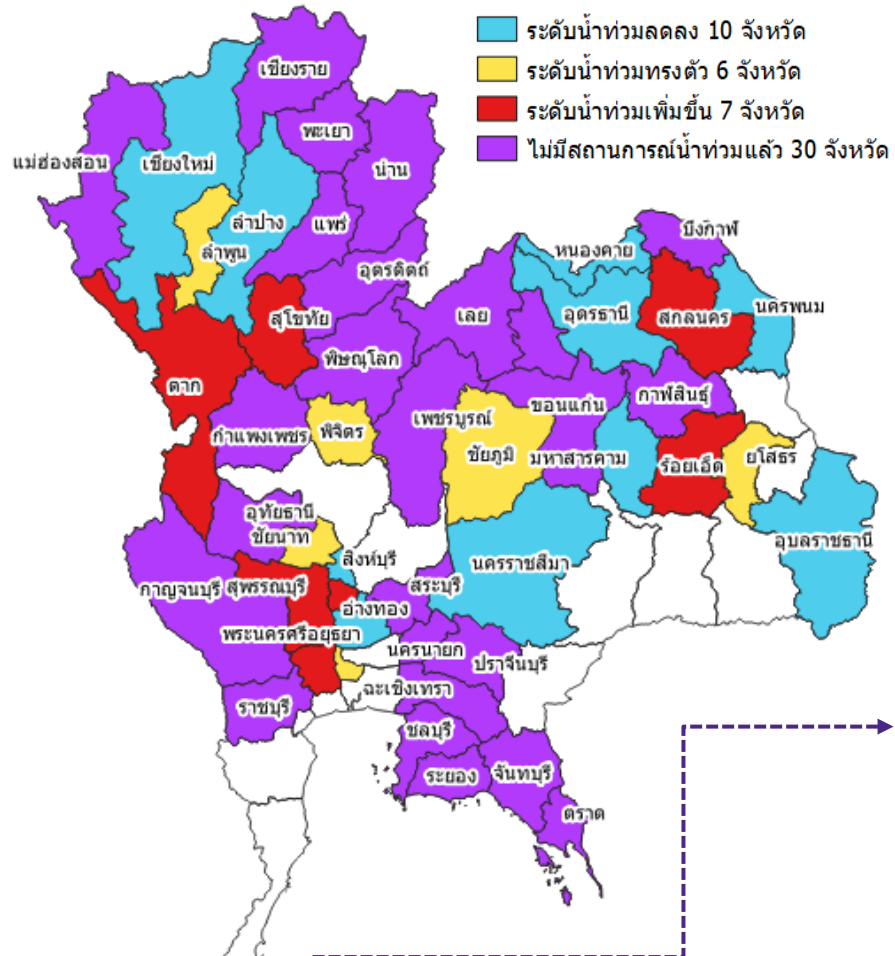 ระดับน้ำท่วมลดลง 10 จังหวัด
ระดับน้ำท่วมทรงตัว 6 จังหวัด
ระดับน้ำท่วมเพิ่มขึ้น 7 จังหวัด
ไม่มีสถานการณ์น้ำท่วมแล้ว 30 จังหวัด
เชียงราย
พะเยา
แม่ฮ่องสอน
เชียงใหม่
น่าน
ลำปาง
แพร่
ลำพูน
อุตรดิตถ์
หนองคาย
บึงกาฬ
สุโขทัย
เลย
อุดรธานี
สกลนคร
นครพนม
พิษณุโลก
ตาก
ขอนแก่น
กาฬสินธุ์
เพชรบูรณ์
กำแพงเพชร
พิจิตร
ชัยภูมิ
มหาสารคาม
ร้อยเอ็ด
ยโสธร
อุทัยธานี
ชัยนาท
สิงห์บุรี
อุบลราชธานี
นครราชสีมา
กาญจนบุรี
สุพรรณบุรี
สระบุรี
อ่างทอง
พระนครศรีอยุธยา
นครนายก
ปราจีนบุรี
ฉะเชิงเทรา
ราชบุรี
ชลบุรี
ระยอง
จันทบุรี
ตราด